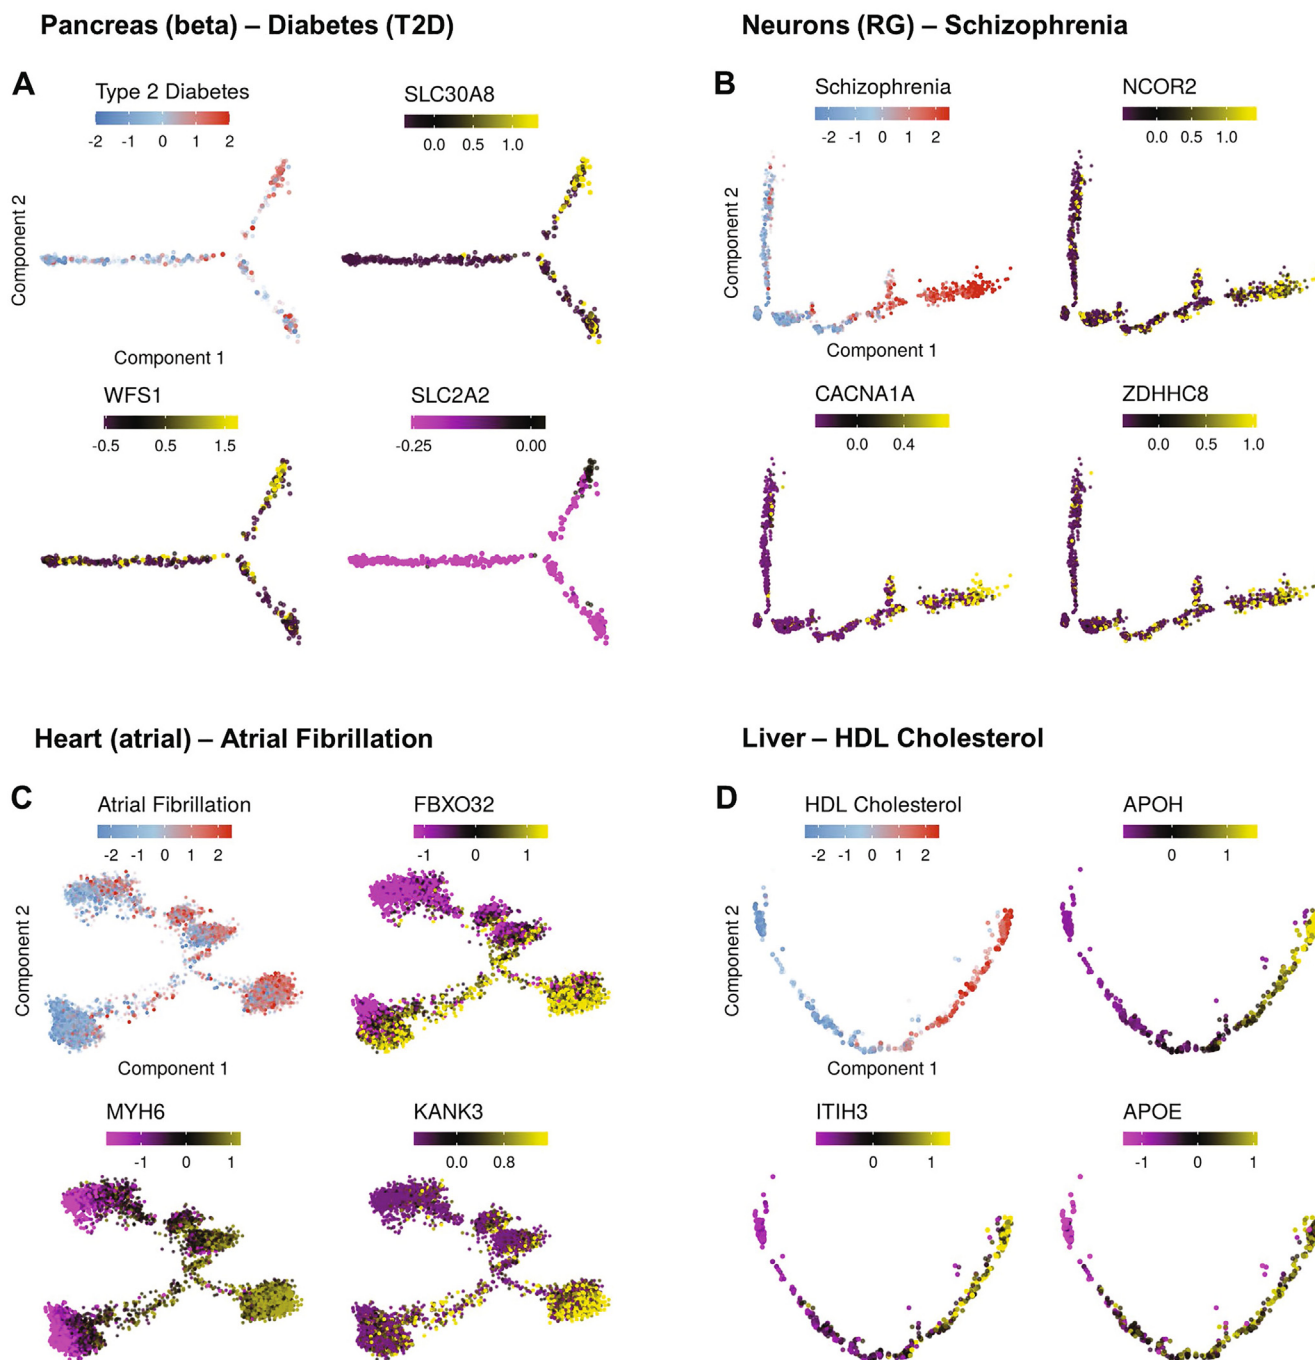 Pancreas (beta) – Diabetes (T2D)
Neurons (RG) – Schizophrenia
A
Type 2 Diabetes
-2 -1 0 1 2
SLC30A8
0.0 0.5 1.0
Component 2
Component 1
WFS1
-0.5 0.5 1.5
SLC2A2
-0.25 0.00
B
Schizophrenia
-2 -1 0 1 2
NCOR2
0.0 0.5 1.0
Component 2
Component 1
CACNA1A
0.0 0.4
ZDHHC8
0.0 0.5 1.0
Heart (atrial) – Atrial Fibrillation
Liver – HDL Cholesterol
C
Atrial Fibrillation
-2 -1 0 1 2
FBXO32
-1 0 1
Component 2
Component 1
MYH6
-1 0 1
KANK3
0.0 0.8
D
HDL Cholesterol
-2 -1 0 1 2
APOH
0 1
Component 2
Component 1
ITIH3
0 1
APOE
-1 0 1